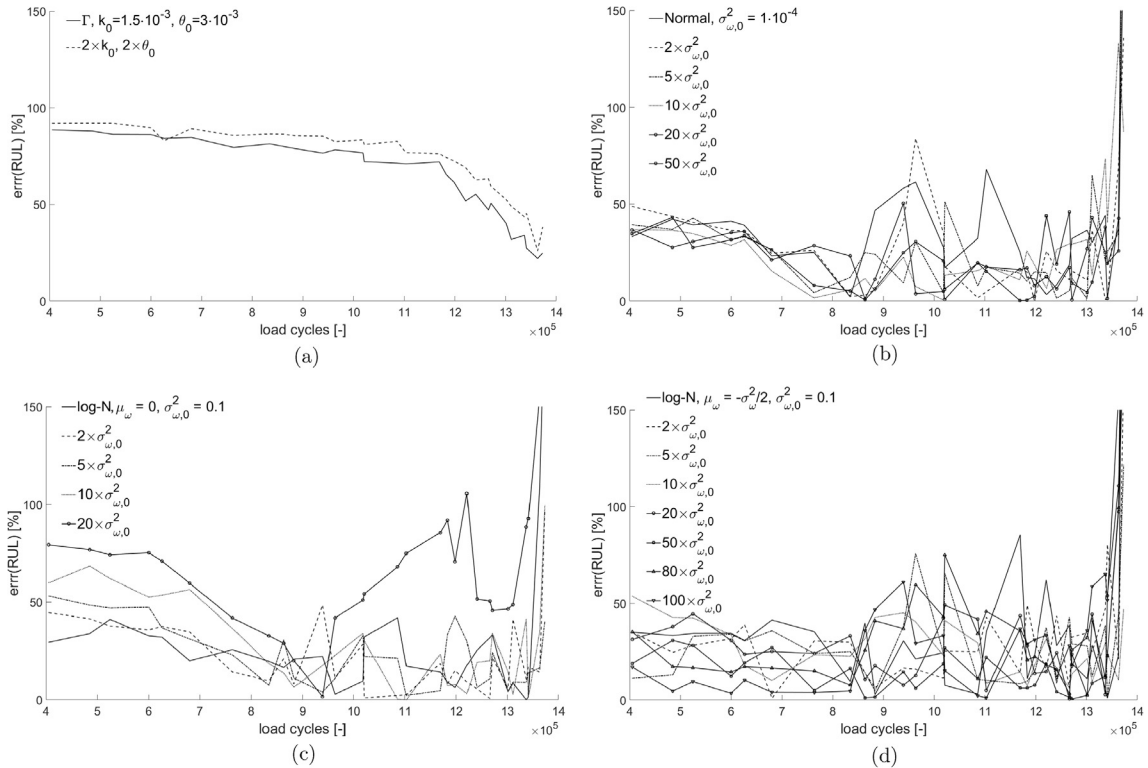 Γ, k₀=1.5·10⁻³, θ₀=3·10⁻³
2×k₀, 2×θ₀
errr(RUL) [%]
150
100
50
0
4 5 6 7 8 9 10 11 12 13 14
load cycles [-]
×10⁵
(a)
Normal, σ²ω,0 = 1·10⁻⁴
2×σ²ω,0
5×σ²ω,0
10×σ²ω,0
20×σ²ω,0
50×σ²ω,0
errr(RUL) [%]
150
100
50
0
4 5 6 7 8 9 10 11 12 13 14
load cycles [-]
×10⁵
(b)
log-N, μω = 0, σ²ω,0 = 0.1
2×σ²ω,0
5×σ²ω,0
10×σ²ω,0
20×σ²ω,0
errr(RUL) [%]
150
100
50
0
4 5 6 7 8 9 10 11 12 13 14
load cycles [-]
×10⁵
(c)
log-N, μω = -σ²ω/2, σ²ω,0 = 0.1
2×σ²ω,0
5×σ²ω,0
10×σ²ω,0
20×σ²ω,0
50×σ²ω,0
80×σ²ω,0
100×σ²ω,0
errr(RUL) [%]
150
100
50
0
4 5 6 7 8 9 10 11 12 13 14
load cycles [-]
×10⁵
(d)